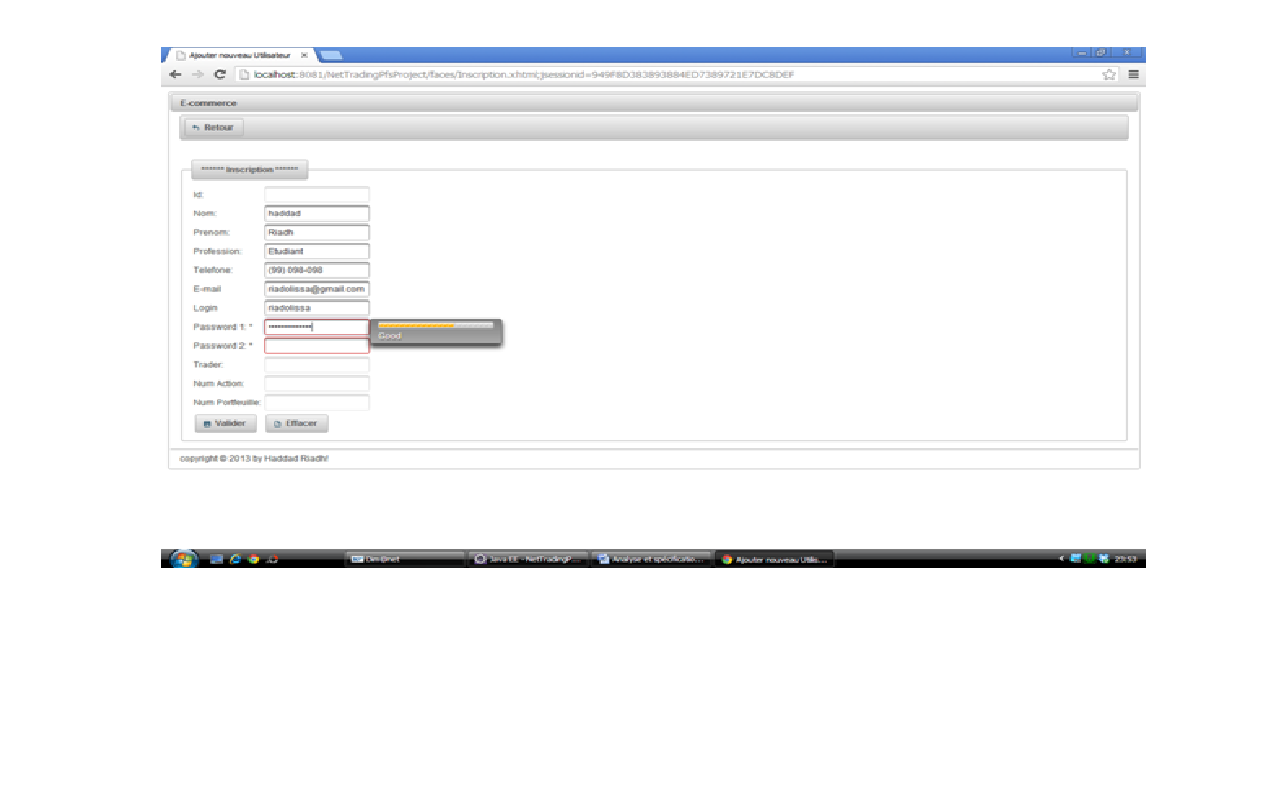 Ajouter nouveau Utilisateur
localhost:8081/NetTradingPfsProject/faces/Inscription.xhtml;jsessionid=949F8D383893884ED7389721E7DC8DEF
E-commerce
Retour
****** Inscription ******
Id:
Nom: haddad
Prenom: Riadh
Profession: Etudiant
Telefone: (99) 098-098
E-mail riadolissa@gmail.com
Login riadolissa
Password 1: *
Good
Password 2: *
Trader:
Num Action:
Num Portfeuille:
Valider Effacer
copyright © 2013 by Haddad Riadh!
Dim@net Java EE - NetTradingP... Analyse et spécificatio... Ajouter nouveau Utilis... 23:53